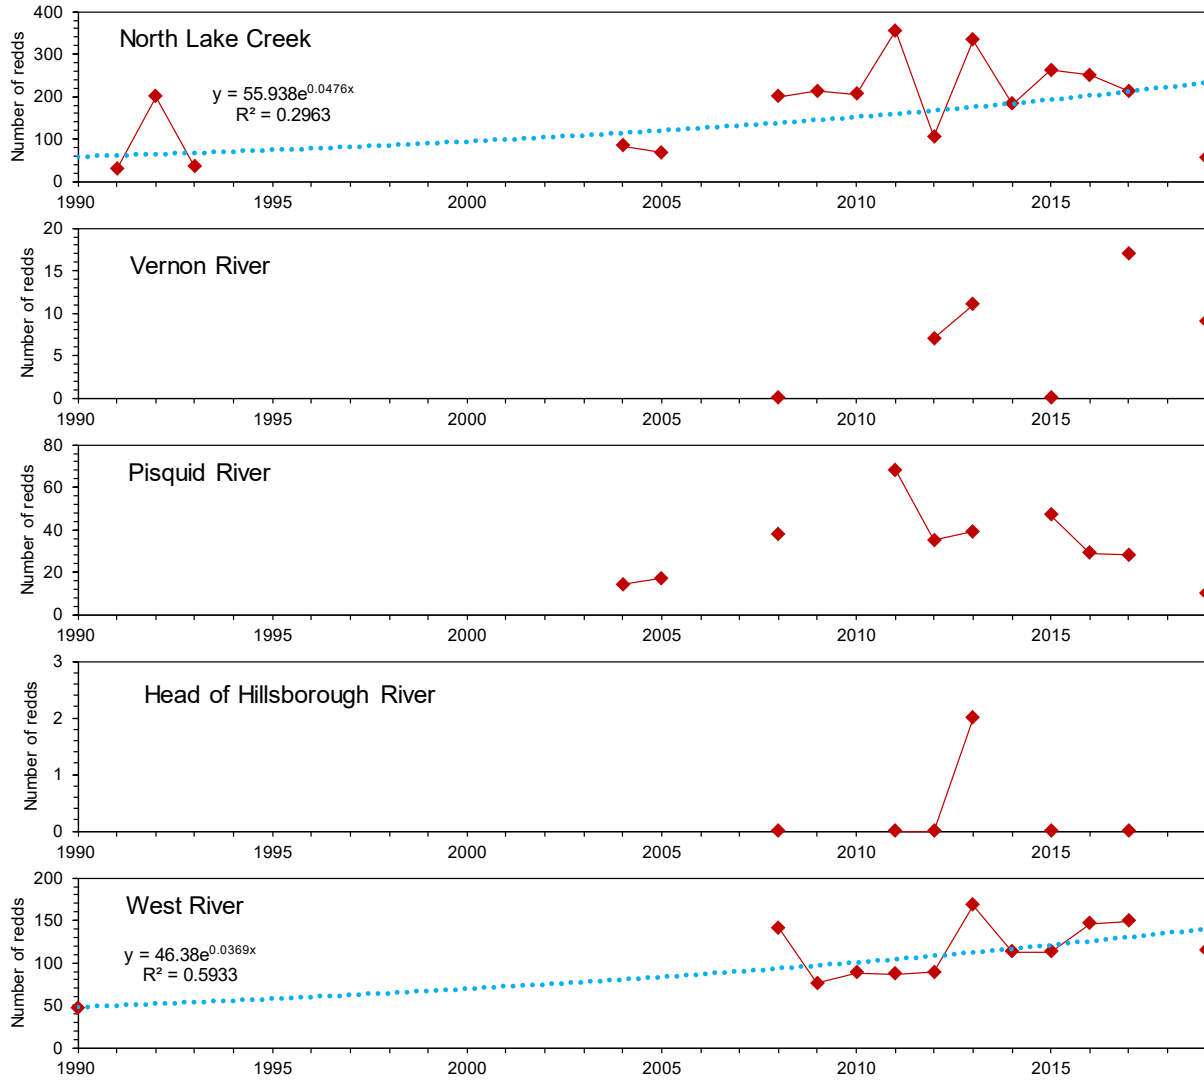 North Lake Creek
y = 55.938e^0.0476x
R² = 0.2963
Number of redds
400
300
200
100
0
1990 1995 2000 2005 2010 2015
Vernon River
Number of redds
20
15
10
5
0
1990 1995 2000 2005 2010 2015
Pisquid River
Number of redds
80
60
40
20
0
1990 1995 2000 2005 2010 2015
Head of Hillsborough River
Number of redds
3
2
1
0
1990 1995 2000 2005 2010 2015
West River
y = 46.38e^0.0369x
R² = 0.5933
Number of redds
200
150
100
50
0
1990 1995 2000 2005 2010 2015